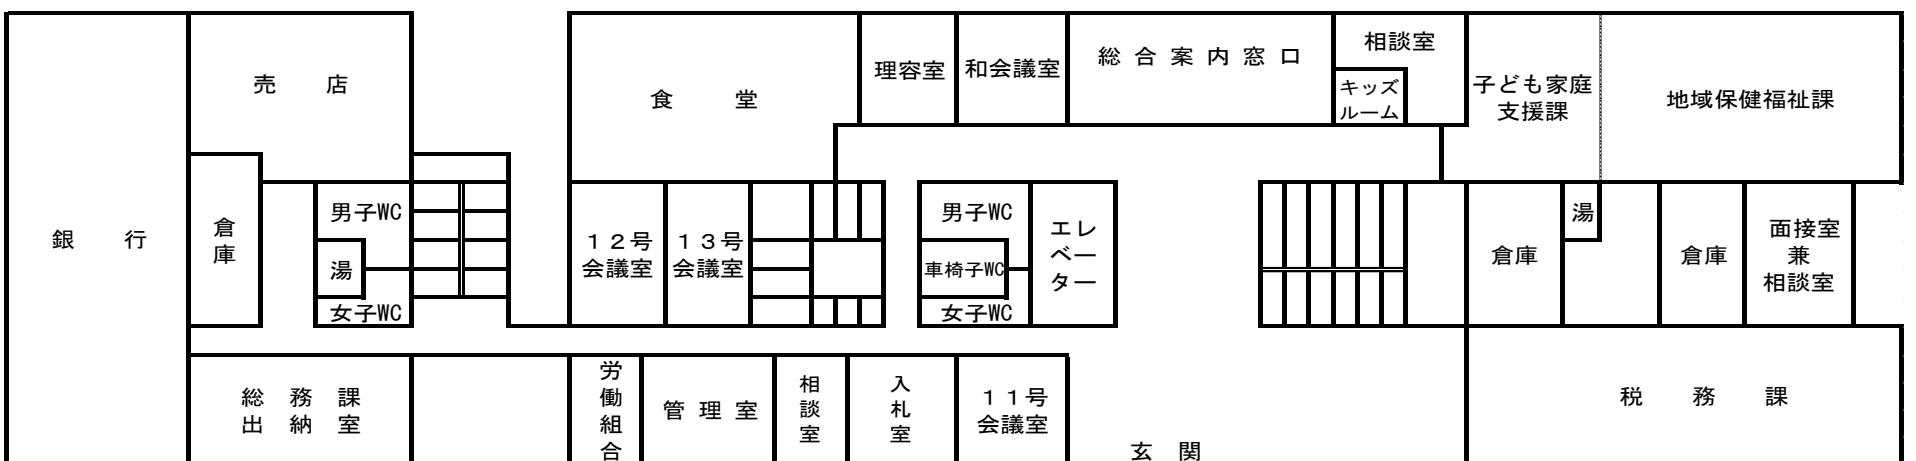 売　店
食　堂
理容室
和会議室
総合案内窓口
相談室
キッズ
ルーム
子ども家庭
支援課
地域保健福祉課
銀　行
倉
庫
男子WC
湯
女子WC
１２号
会議室
１３号
会議室
男子WC
車椅子WC
女子WC
エレ
ベー
ター
倉庫
湯
倉庫
面接室
兼
相談室
総務課
出納室
労
働
組
合
管理室
相
談
室
入
札
室
１１号
会議室
玄関
税務課